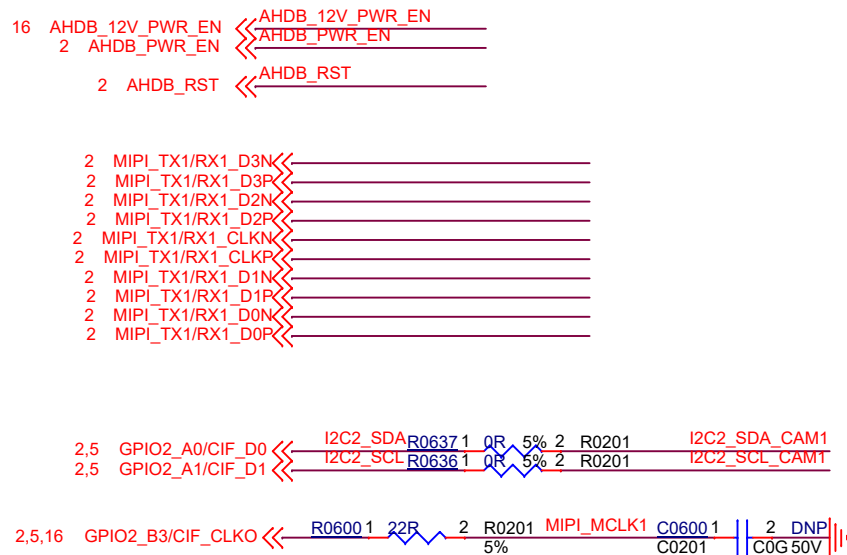 16 AHDB_12V_PWR_EN AHDB_12V_PWR_EN
2 AHDB_PWR_EN AHDB_PWR_EN
2 AHDB_RST AHDB_RST
2 MIPI_TX1/RX1_D3N
2 MIPI_TX1/RX1_D3P
2 MIPI_TX1/RX1_D2N
2 MIPI_TX1/RX1_D2P
2 MIPI_TX1/RX1_CLKN
2 MIPI_TX1/RX1_CLKP
2 MIPI_TX1/RX1_D1N
2 MIPI_TX1/RX1_D1P
2 MIPI_TX1/RX1_D0N
2 MIPI_TX1/RX1_D0P
2,5 GPIO2_A0/CIF_D0 I2C2_SDA R0637 1 0R 5% 2 R0201 I2C2_SDA_CAM1
2,5 GPIO2_A1/CIF_D1 I2C2_SCL R0636 1 0R 5% 2 R0201 I2C2_SCL_CAM1
2,5,16 GPIO2_B3/CIF_CLKO R0600 1 22R 2 R0201 MIPI_MCLK1 C0600 1 2 DNP
5% C0201 C0G 50V